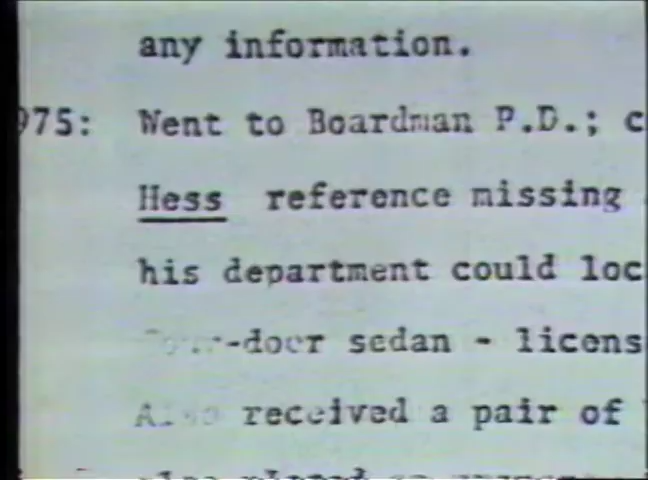 any information.
975: Went to Boardman P.D.; c
Hess reference missing
his department could loc
-door sedan - licens
Also received a pair of